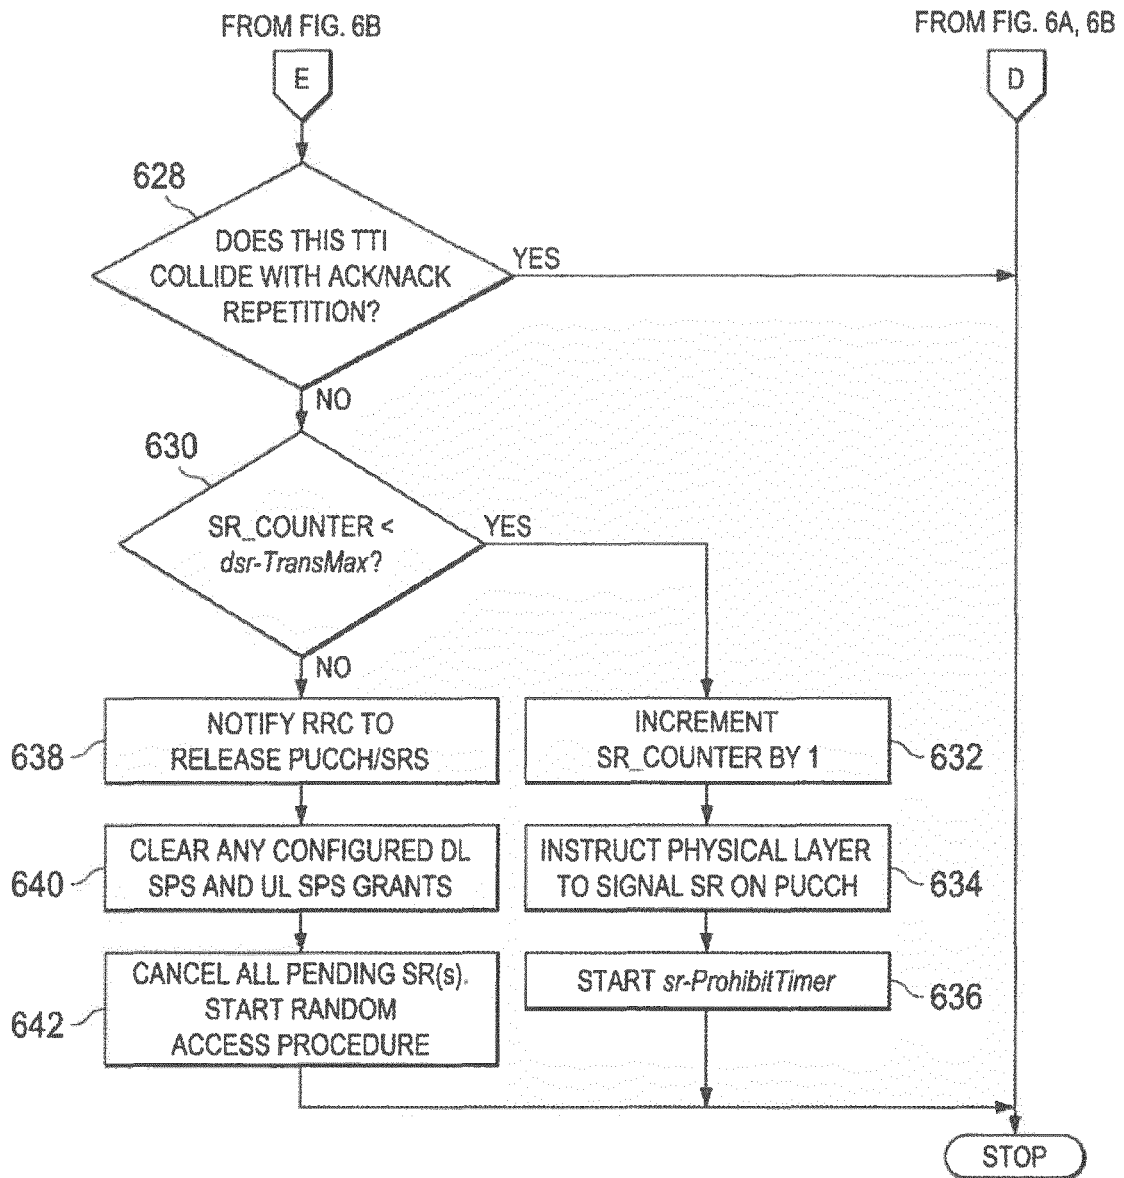 FROM FIG. 6B
FROM FIG. 6A, 6B
E
D
628
DOES THIS TTI
COLLIDE WITH ACK/NACK
REPETITION?
YES
NO
630
SR_COUNTER <
dsr-TransMax?
YES
NO
638
NOTIFY RRC TO
RELEASE PUCCH/SRS
INCREMENT
SR_COUNTER BY 1
632
640
CLEAR ANY CONFIGURED DL
SPS AND UL SPS GRANTS
INSTRUCT PHYSICAL LAYER
TO SIGNAL SR ON PUCCH
634
642
CANCEL ALL PENDING SR(s).
START RANDOM
ACCESS PROCEDURE
START sr-ProhibitTimer
636
STOP